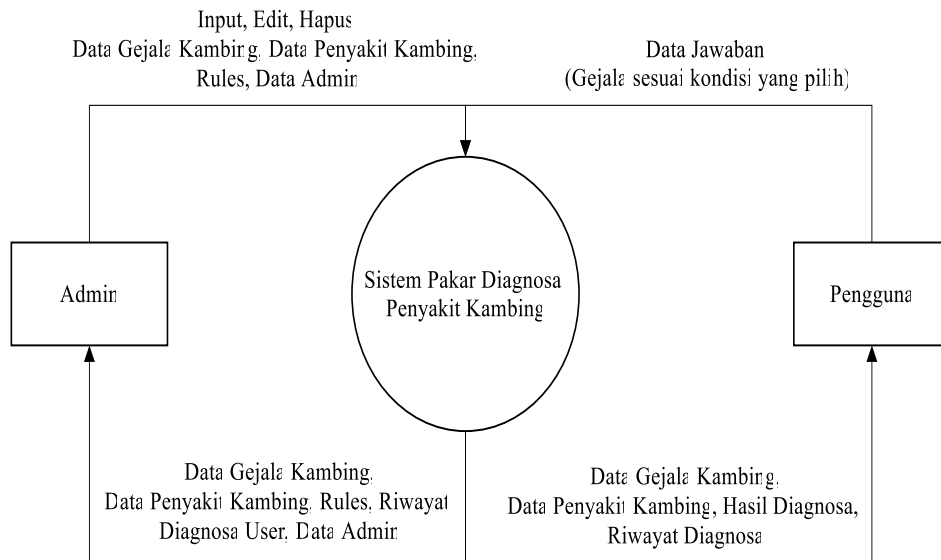 Input, Edit, Hapus
Data Gejala Kambing, Data Penyakit Kambing,
Rules, Data Admin
Data Jawaban
(Gejala sesuai kondisi yang pilih)
Admin
Sistem Pakar Diagnosa
Penyakit Kambing
Pengguna
Data Gejala Kambing,
Data Penyakit Kambing, Rules, Riwayat
Diagnosa User, Data Admin
Data Gejala Kambing,
Data Penyakit Kambing, Hasil Diagnosa,
Riwayat Diagnosa